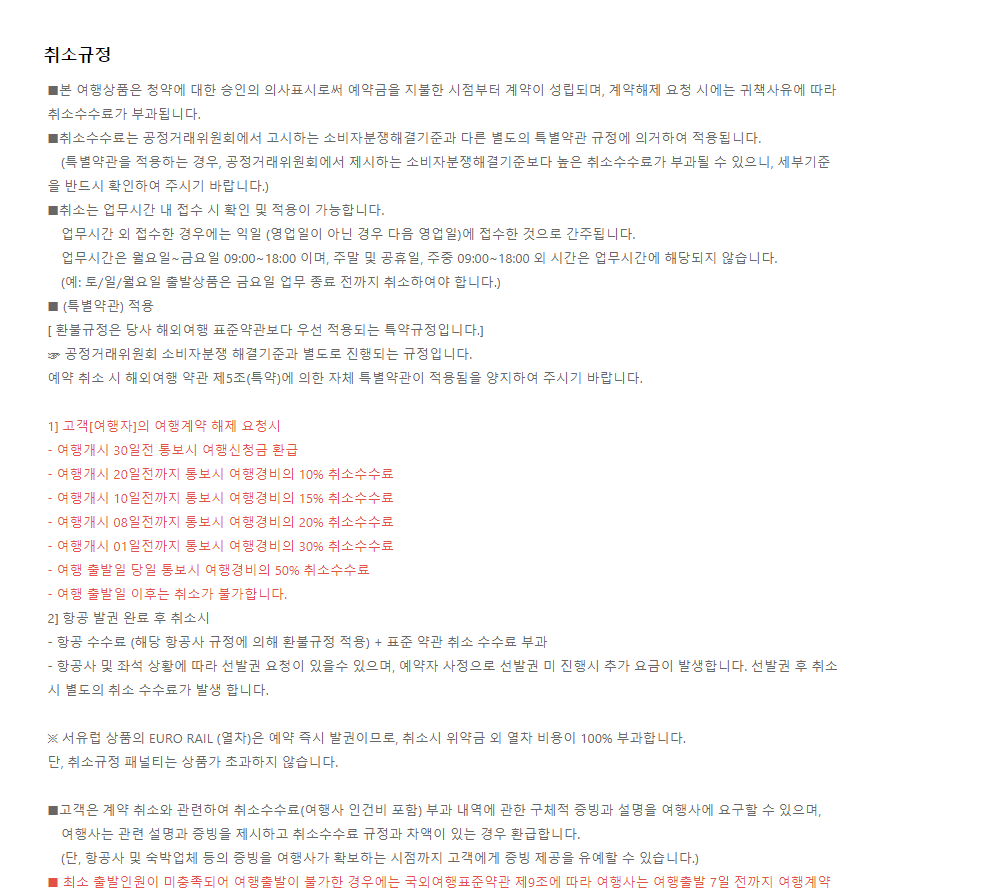 취소규정
■본 여행상품은 청약에 대한 승인의 의사표시로써 예약금을 지불한 시점부터 계약이 성립되며, 계약해제 요청 시에는 귀책사유에 따라
취소수수료가 부과됩니다.
■취소수수료는 공정거래위원회에서 고시하는 소비자분쟁해결기준과 다른 별도의 특별약관 규정에 의거하여 적용됩니다.
(특별약관을 적용하는 경우, 공정거래위원회에서 제시하는 소비자분쟁해결기준보다 높은 취소수수료가 부과될 수 있으니, 세부기준
을 반드시 확인하여 주시기 바랍니다.)
■취소는 업무시간 내 접수 시 확인 및 적용이 가능합니다.
업무시간 외 접수한 경우에는 익일 (영업일이 아닌 경우 다음 영업일)에 접수한 것으로 간주됩니다.
업무시간은 월요일~금요일 09:00~18:00 이며, 주말 및 공휴일, 주중 09:00~18:00 외 시간은 업무시간에 해당되지 않습니다.
(예: 토/일/월요일 출발상품은 금요일 업무 종료 전까지 취소하여야 합니다.)
■ (특별약관) 적용
[ 환불규정은 당사 해외여행 표준약관보다 우선 적용되는 특약규정입니다.]
☞ 공정거래위원회 소비자분쟁 해결기준과 별도로 진행되는 규정입니다.
예약 취소 시 해외여행 약관 제5조(특약)에 의한 자체 특별약관이 적용됨을 양지하여 주시기 바랍니다.
1] 고객[여행자]의 여행계약 해제 요청시
- 여행개시 30일전 통보시 여행신청금 환급
- 여행개시 20일전까지 통보시 여행경비의 10% 취소수수료
- 여행개시 10일전까지 통보시 여행경비의 15% 취소수수료
- 여행개시 08일전까지 통보시 여행경비의 20% 취소수수료
- 여행개시 01일전까지 통보시 여행경비의 30% 취소수수료
- 여행 출발일 당일 통보시 여행경비의 50% 취소수수료
- 여행 출발일 이후는 취소가 불가합니다.
2] 항공 발권 완료 후 취소시
- 항공 수수료 (해당 항공사 규정에 의해 환불규정 적용) + 표준 약관 취소 수수료 부과
- 항공사 및 좌석 상황에 따라 선발권 요청이 있을수 있으며, 예약자 사정으로 선발권 미 진행시 추가 요금이 발생합니다. 선발권 후 취소
시 별도의 취소 수수료가 발생 합니다.
※ 서유럽 상품의 EURO RAIL (열차)은 예약 즉시 발권이므로, 취소시 위약금 외 열차 비용이 100% 부과합니다.
단, 취소규정 패널티는 상품가 초과하지 않습니다.
■고객은 계약 취소와 관련하여 취소수수료(여행사 인건비 포함) 부과 내역에 관한 구체적 증빙과 설명을 여행사에 요구할 수 있으며,
여행사는 관련 설명과 증빙을 제시하고 취소수수료 규정과 차액이 있는 경우 환급합니다.
(단, 항공사 및 숙박업체 등의 증빙을 여행사가 확보하는 시점까지 고객에게 증빙 제공을 유예할 수 있습니다.)
■ 최소 출발인원이 미충족되어 여행출발이 불가한 경우에는 국외여행표준약관 제9조에 따라 여행사는 여행출발 7일 전까지 여행계약